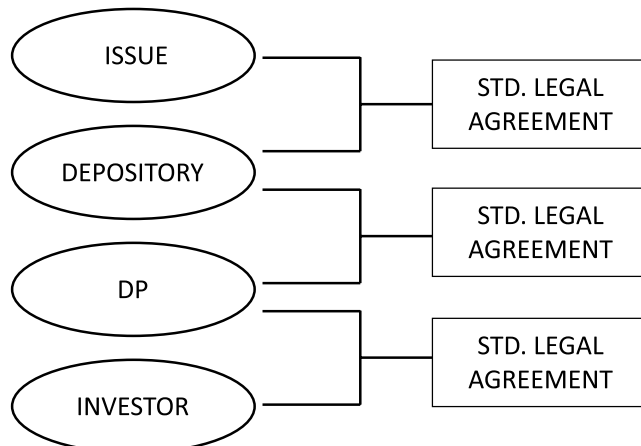 ISSUE
STD. LEGAL
AGREEMENT
DEPOSITORY
STD. LEGAL
AGREEMENT
DP
STD. LEGAL
AGREEMENT
INVESTOR